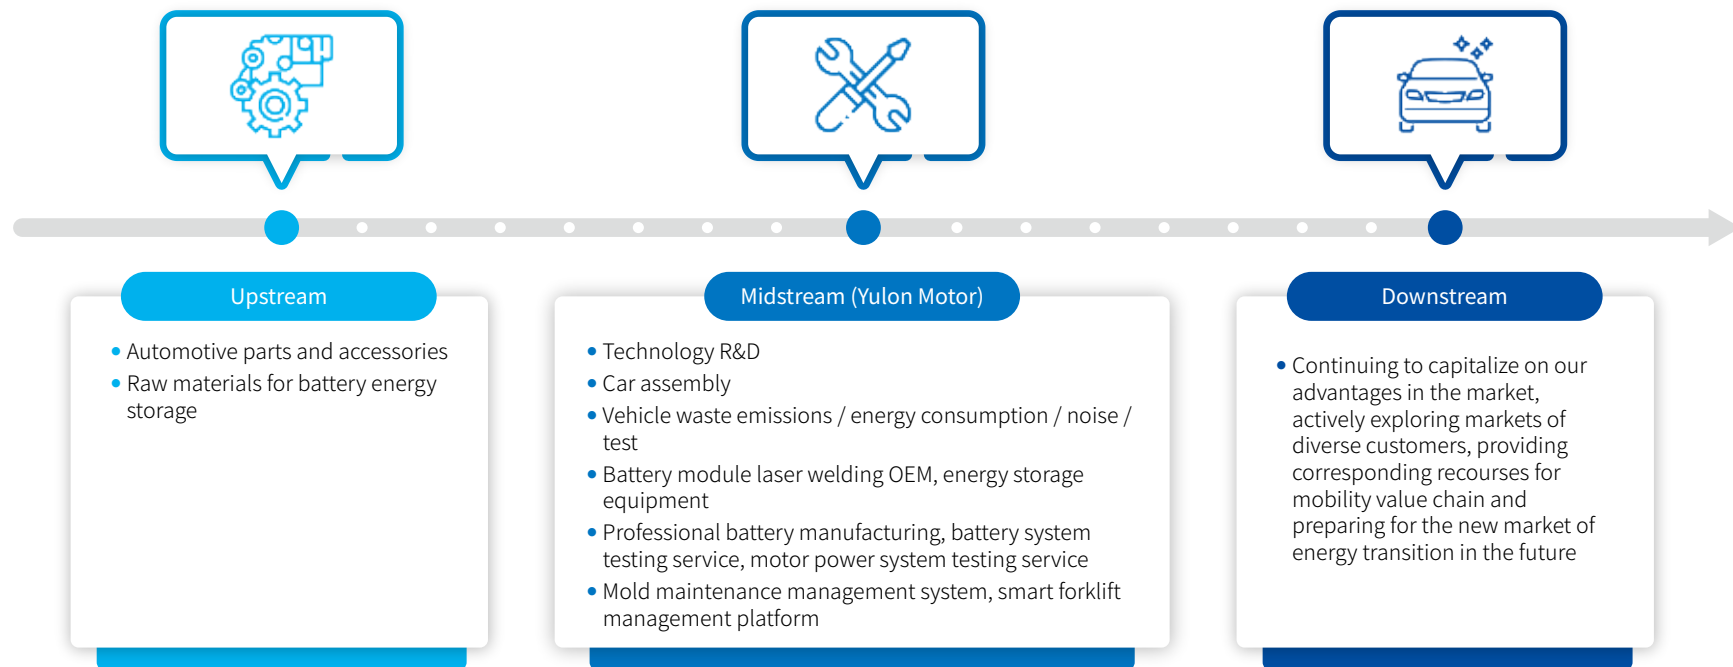 Upstream
• Automotive parts and accessories
• Raw materials for battery energy
storage
Midstream (Yulon Motor)
• Technology R&D
• Car assembly
• Vehicle waste emissions / energy consumption / noise /
test
• Battery module laser welding OEM, energy storage
equipment
• Professional battery manufacturing, battery system
testing service, motor power system testing service
• Mold maintenance management system, smart forklift
management platform
Downstream
• Continuing to capitalize on our
advantages in the market,
actively exploring markets of
diverse customers, providing
corresponding recourses for
mobility value chain and
preparing for the new market of
energy transition in the future